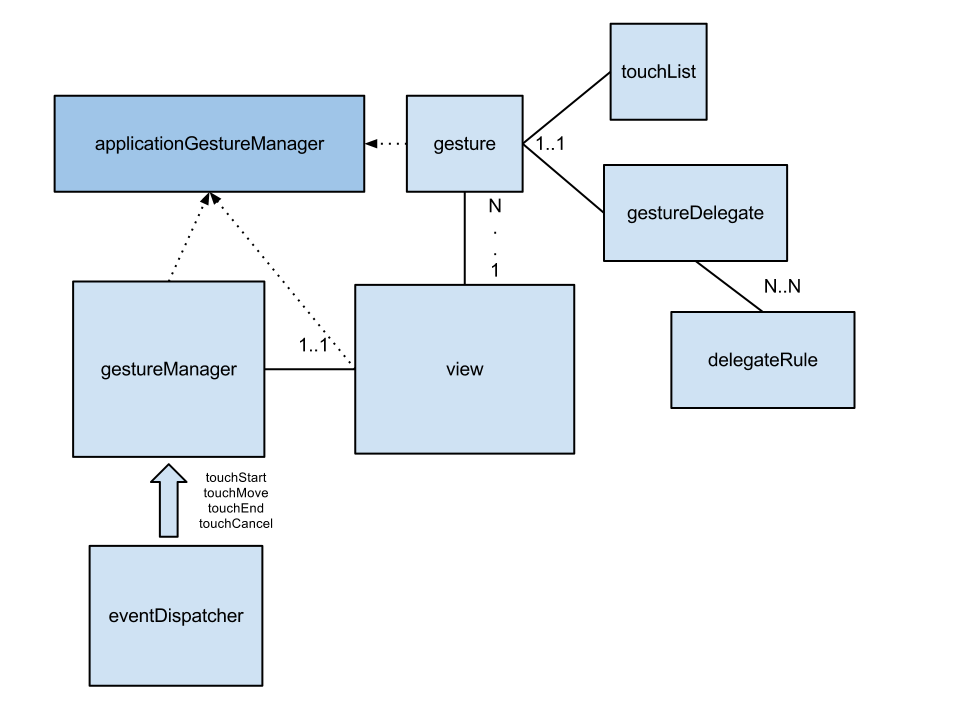 touchList
applicationGestureManager
gesture
1..1
gestureDelegate
N
.
.
1
N..N
1..1
gestureManager
view
delegateRule
touchStart
touchMove
touchEnd
touchCancel
eventDispatcher